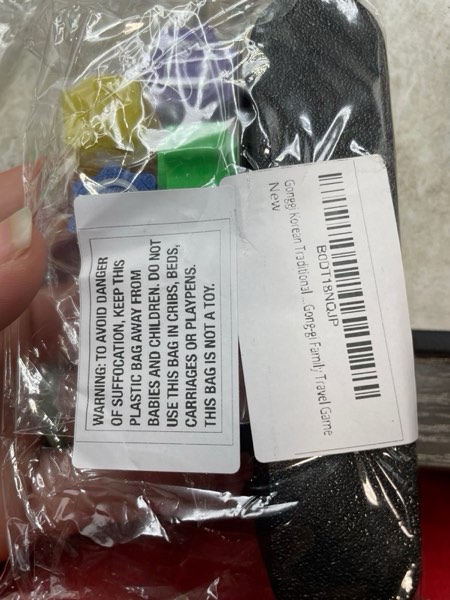 WARNING: TO AVOID DANGER
OF SUFFOCATION, KEEP THIS
PLASTIC BAG AWAY FROM
BABIES AND CHILDREN. DO NOT
USE THIS BAG IN CRIBS, BEDS,
CARRIAGES OR PLAYPENS.
THIS BAG IS NOT A TOY.
B0DT18NQJP
Gonggi Korean Traditional ...Gonggi Family Travel Game
New